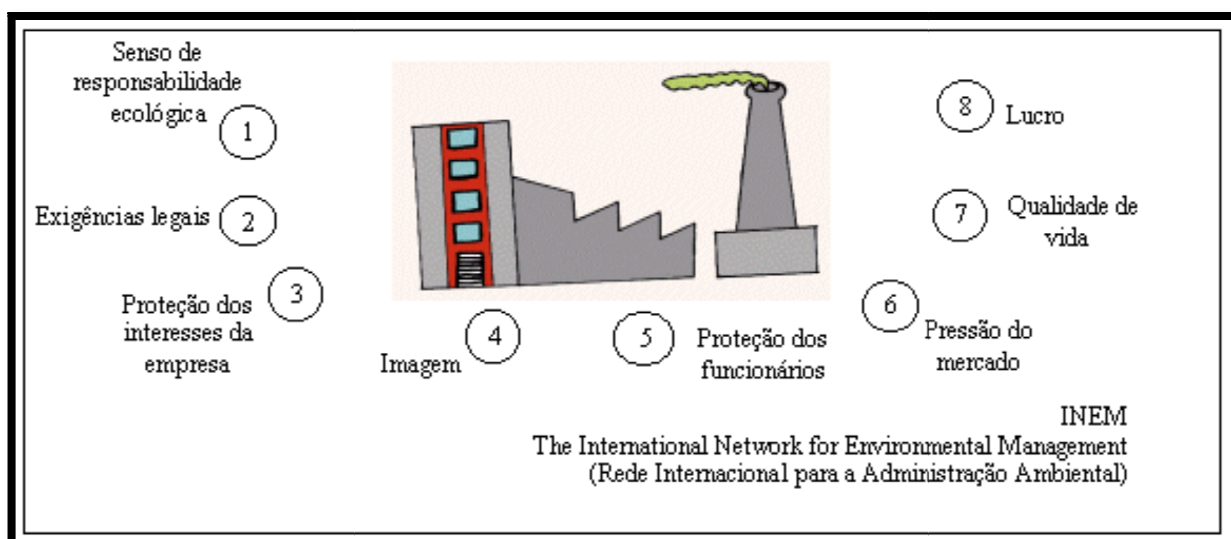 Senso de
responsabilidade
ecológica
1
Exigências legais
2
Proteção dos
interesses da
empresa
3
Imagem
4
5
Proteção dos
funcionários
6
Pressão do
mercado
7
Qualidade de
vida
8
Lucro
INEM
The International Network for Environmental Management
(Rede Internacional para a Administração Ambiental)